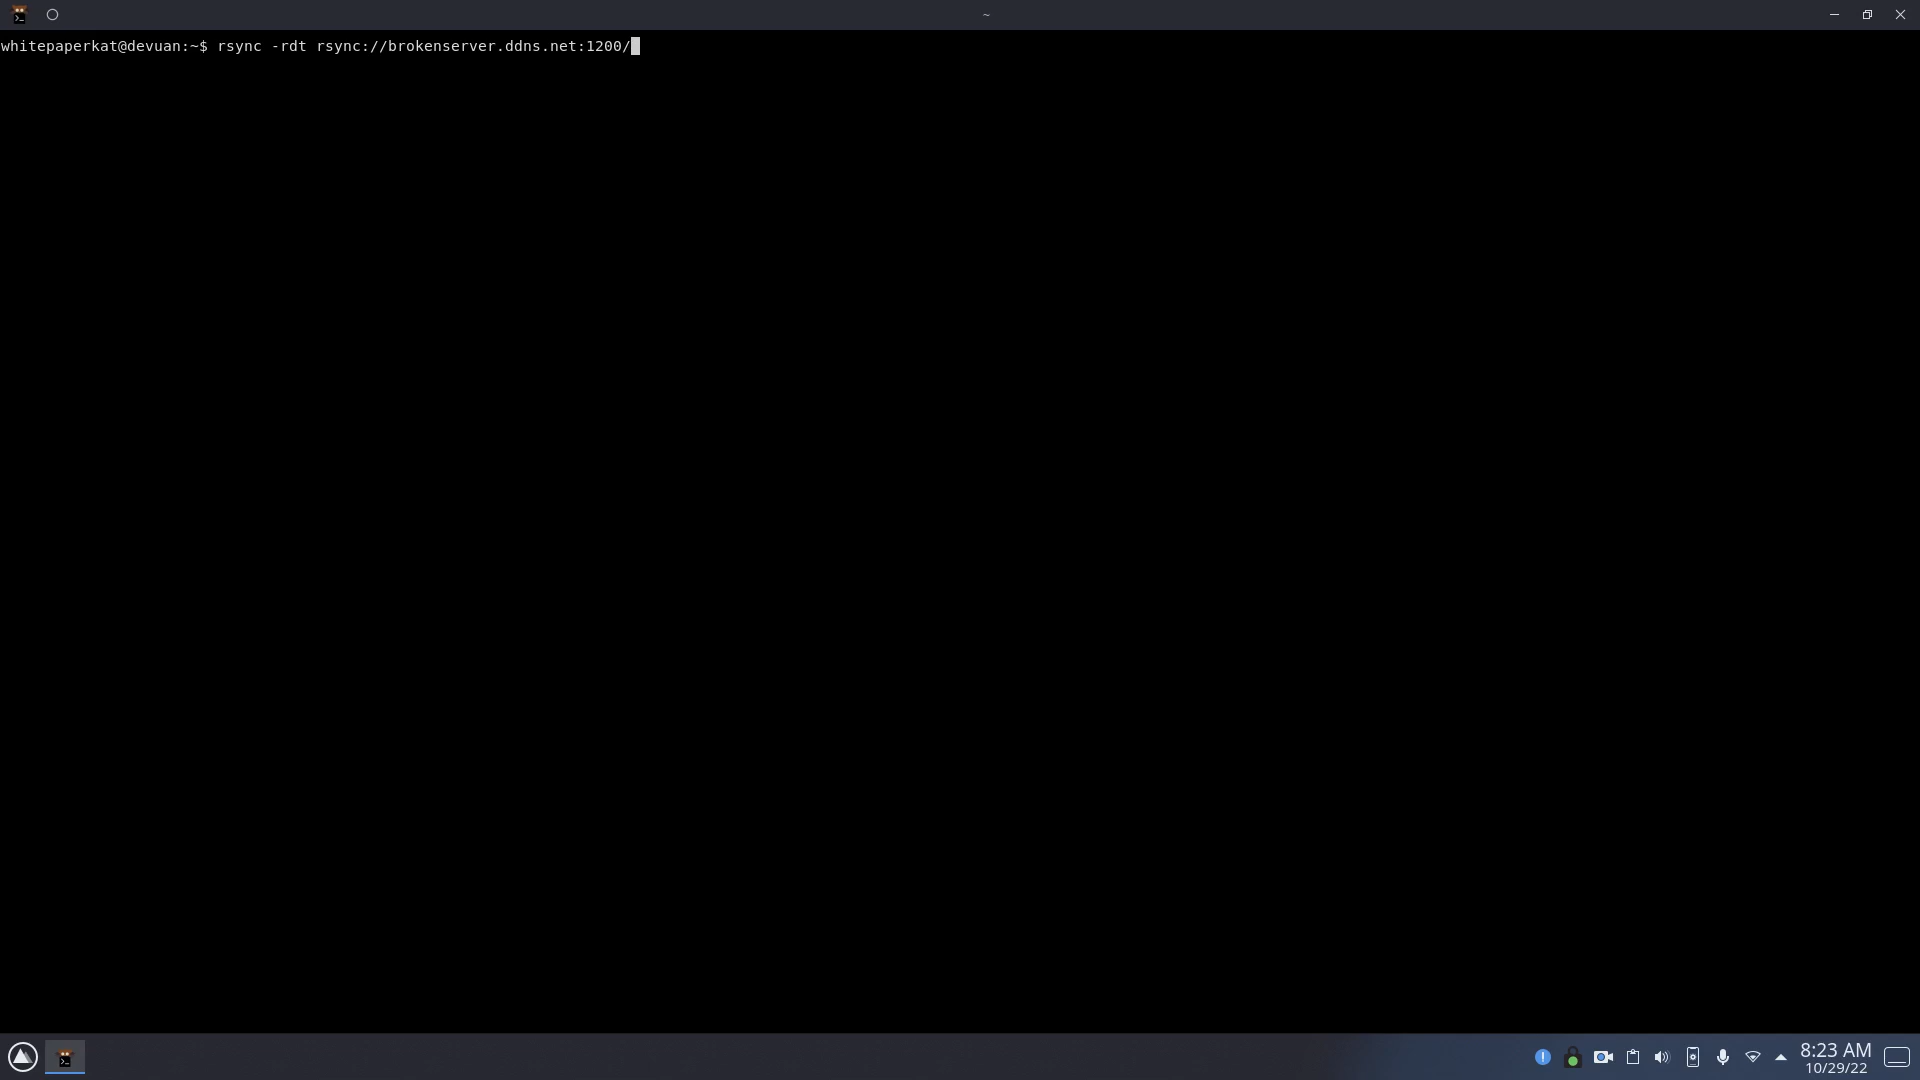 ~
whitepaperkat@devuan:~$ rsync -rdt rsync://brokenserver.ddns.net:1200/
8:23 AM
10/29/22